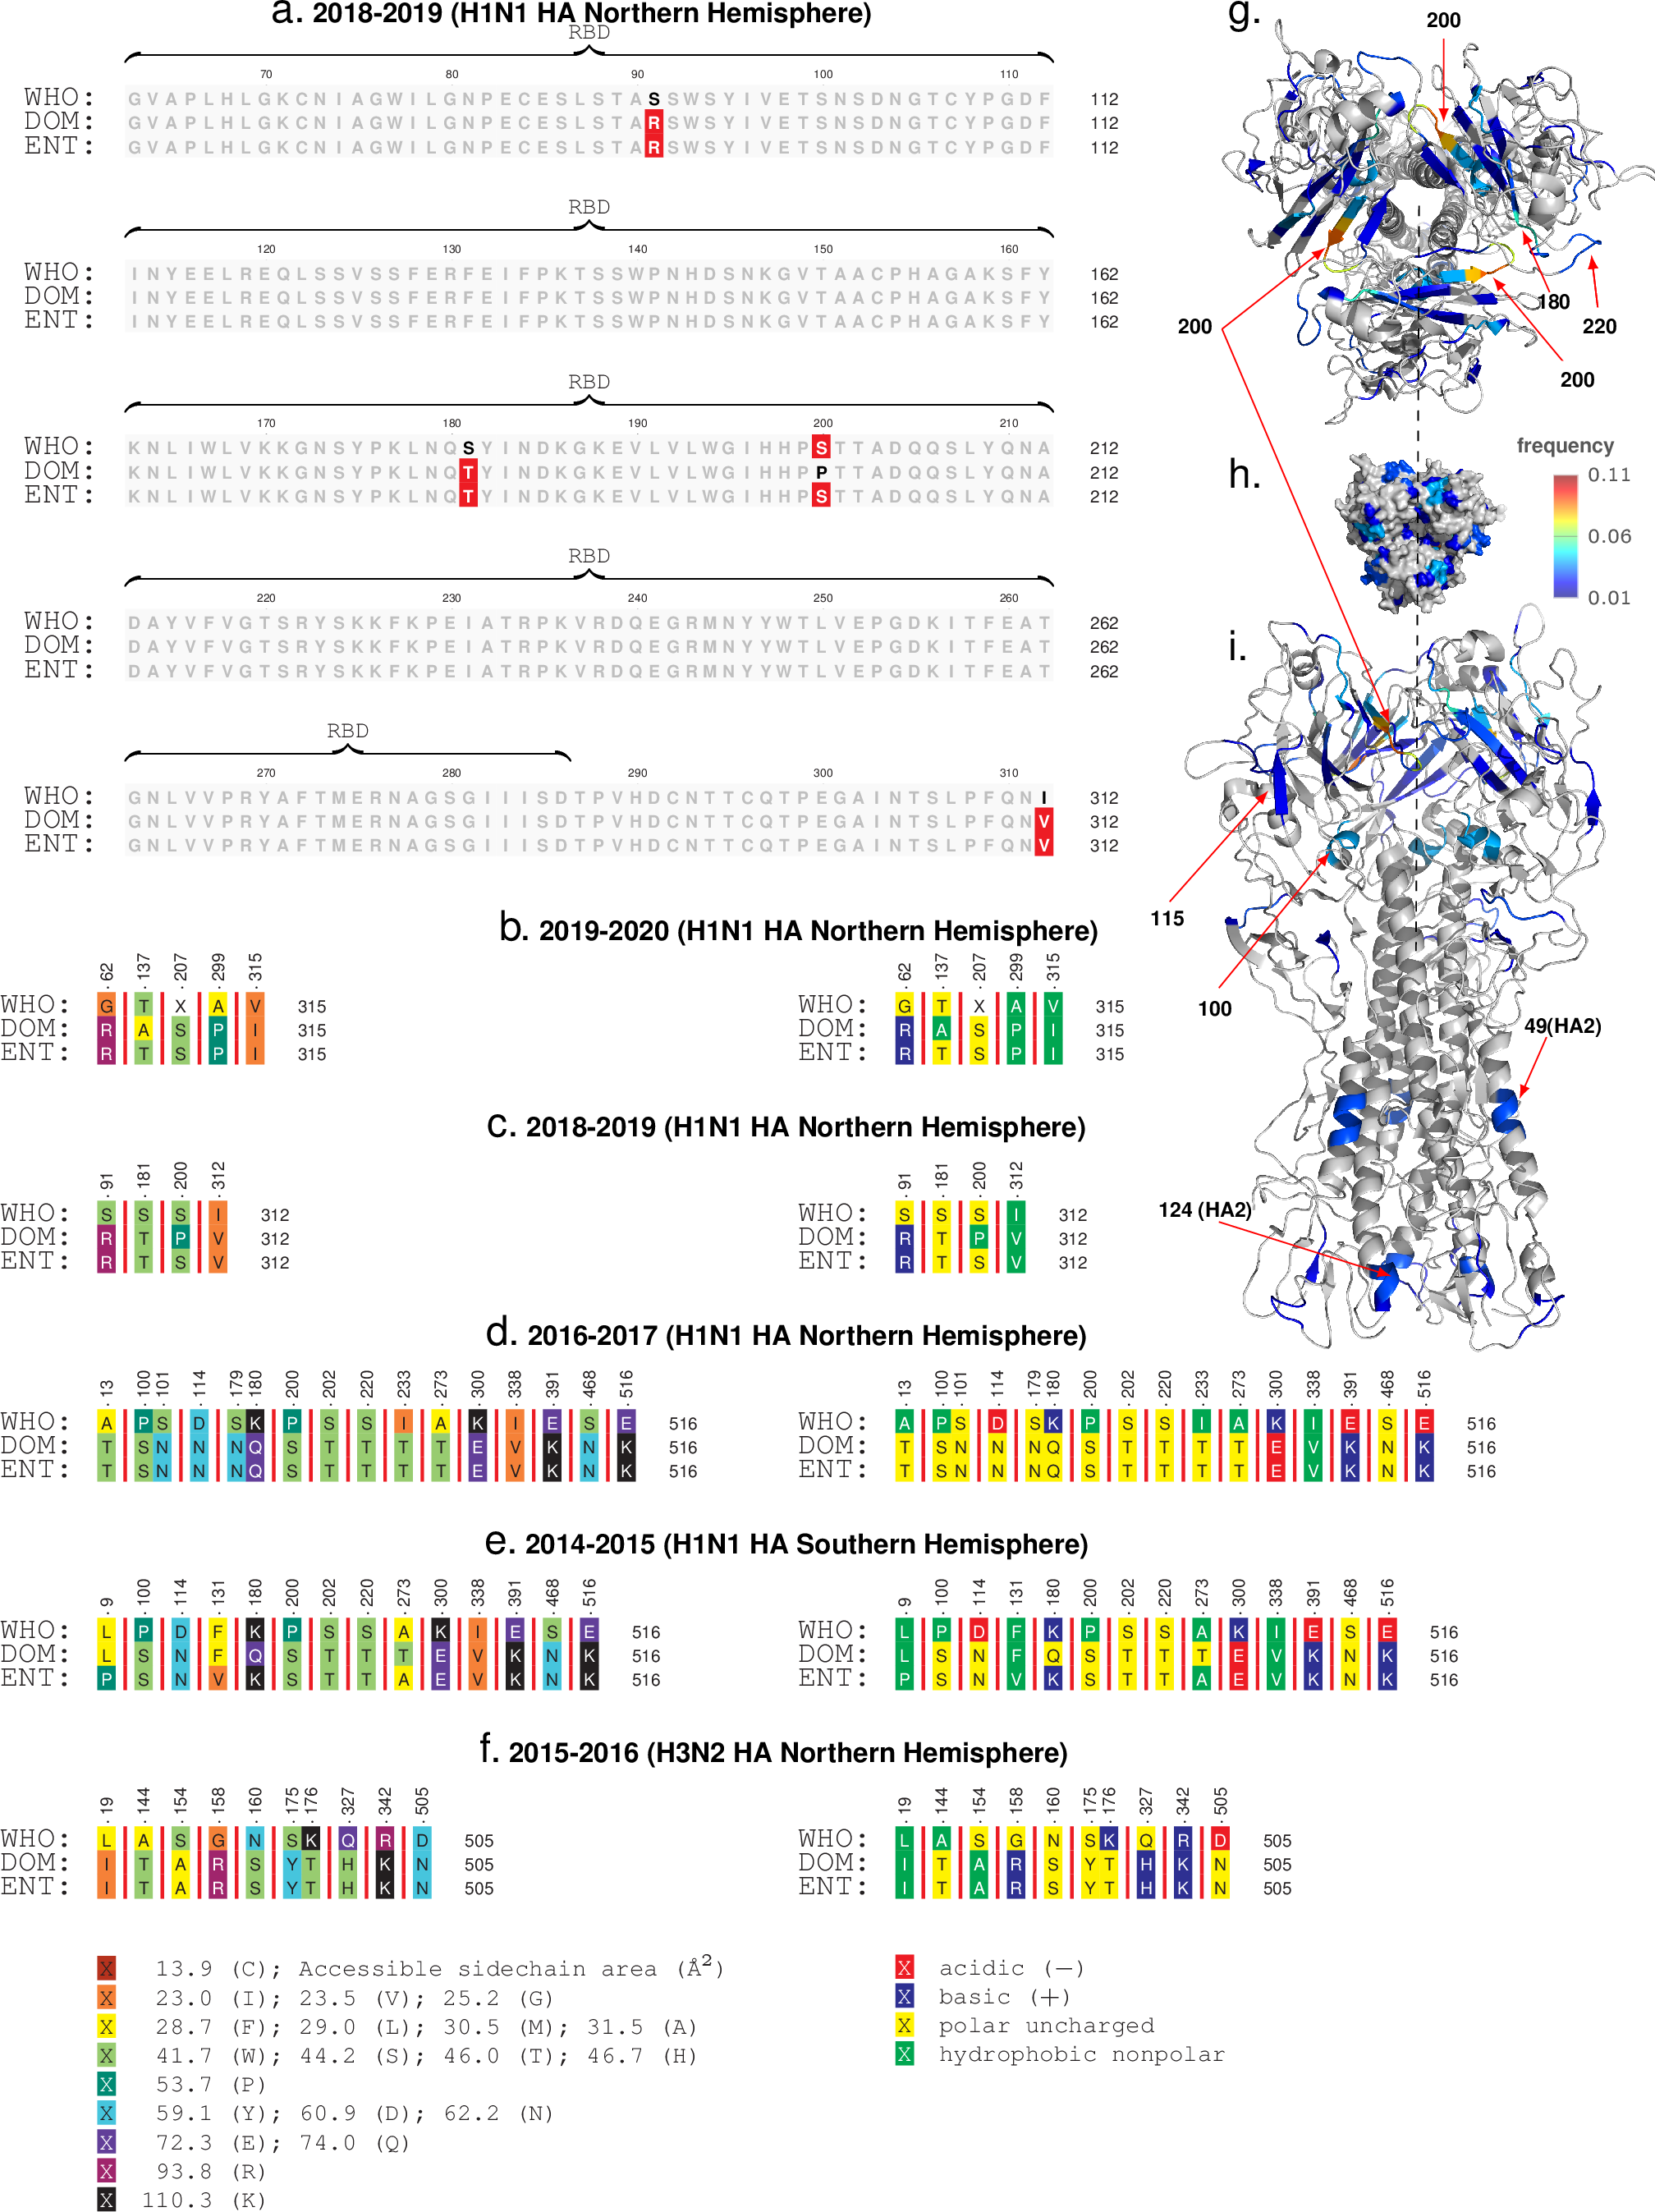 a. 2018-2019 (H1N1 HA Northern Hemisphere)
RBD
70 80 90 100 110
WHO: GVAPLHLGKCNIAGWILGNPECESLSTASSWSYIVETSNSDNGTCYPGDF 112
DOM: GVAPLHLGKCNIAGWILGNPECESLSTARSWSYIVETSNSDNGTCYPGDF 112
ENT: GVAPLHLGKCNIAGWILGNPECESLSTARSWSYIVETSNSDNGTCYPGDF 112
RBD
120 130 140 150 160
WHO: INYEELREQLSSVSSFERFEIFPKTSSWPNHDSNKGVTAACPHAGAKSFY 162
DOM: INYEELREQLSSVSSFERFEIFPKTSSWPNHDSNKGVTAACPHAGAKSFY 162
ENT: INYEELREQLSSVSSFERFEIFPKTSSWPNHDSNKGVTAACPHAGAKSFY 162
RBD
170 180 190 200 210
WHO: KNLIWLVKKGNSYPKLNQSYINDKGKEVLVLWGIHHPSTTADQQSLYQNA 212
DOM: KNLIWLVKKGNSYPKLNQTYINDKGKEVLVLWGIHHPPTTADQQSLYQNA 212
ENT: KNLIWLVKKGNSYPKLNQTYINDKGKEVLVLWGIHHPSTTADQQSLYQNA 212
RBD
220 230 240 250 260
WHO: DAYVFVGTSRYSKKFKPEIATRPKVRDQEGRMNYYWTLVEPGDKITFEAT 262
DOM: DAYVFVGTSRYSKKFKPEIATRPKVRDQEGRMNYYWTLVEPGDKITFEAT 262
ENT: DAYVFVGTSRYSKKFKPEIATRPKVRDQEGRMNYYWTLVEPGDKITFEAT 262
RBD
270 280 290 300 310
WHO: GNLVVPRYAFTMERNAGSGIIISDTPVHDCNTTCQTPEGAINTSLPFQNI 312
DOM: GNLVVPRYAFTMERNAGSGIIISDTPVHDCNTTCQTPEGAINTSLPFQNV 312
ENT: GNLVVPRYAFTMERNAGSGIIISDTPVHDCNTTCQTPEGAINTSLPFQNV 312
b. 2019-2020 (H1N1 HA Northern Hemisphere)
62 137 207 299 315
WHO: G T X A V 315
DOM: R A S P I 315
ENT: R T S P I 315
62 137 207 299 315
WHO: G T X A V 315
DOM: R A S P I 315
ENT: R T S P I 315
c. 2018-2019 (H1N1 HA Northern Hemisphere)
91 181 200 312
WHO: S S S I 312
DOM: R T P V 312
ENT: R T S V 312
91 181 200 312
WHO: S S S I 312
DOM: R T P V 312
ENT: R T S V 312
d. 2016-2017 (H1N1 HA Northern Hemisphere)
13 100 101 114 179 180 200 202 220 233 273 300 338 391 468 516
WHO: A P S D S K P S S I A K I E S E 516
DOM: T S N N N Q S T T T T E V K N K 516
ENT: T S N N N Q S T T T T E V K N K 516
13 100 101 114 179 180 200 202 220 233 273 300 338 391 468 516
WHO: A P S D S K P S S I A K I E S E 516
DOM: T S N N N Q S T T T T E V K N K 516
ENT: T S N N N Q S T T T T E V K N K 516
e. 2014-2015 (H1N1 HA Southern Hemisphere)
9 100 114 131 180 200 202 220 273 300 338 391 468 516
WHO: L P D F K P S S A K I E S E 516
DOM: L S N F Q S T T T E V K N K 516
ENT: P S N V K S T T A E V K N K 516
9 100 114 131 180 200 202 220 273 300 338 391 468 516
WHO: L P D F K P S S A K I E S E 516
DOM: L S N F Q S T T T E V K N K 516
ENT: P S N V K S T T A E V K N K 516
f. 2015-2016 (H3N2 HA Northern Hemisphere)
19 144 154 158 160 175 176 327 342 505
WHO: L A S G N S K Q R D 505
DOM: I T A R S Y T H K N 505
ENT: I T A R S Y T H K N 505
19 144 154 158 160 175 176 327 342 505
WHO: L A S G N S K Q R D 505
DOM: I T A R S Y T H K N 505
ENT: I T A R S Y T H K N 505
X 13.9 (C); Accessible sidechain area (Å²)
X 23.0 (I); 23.5 (V); 25.2 (G)
X 28.7 (F); 29.0 (L); 30.5 (M); 31.5 (A)
X 41.7 (W); 44.2 (S); 46.0 (T); 46.7 (H)
X 53.7 (P)
X 59.1 (Y); 60.9 (D); 62.2 (N)
X 72.3 (E); 74.0 (Q)
X 93.8 (R)
X 110.3 (K)
X acidic (−)
X basic (+)
X polar uncharged
X hydrophobic nonpolar
g.
200
180
220
200
200
h.
frequency
0.11
0.06
0.01
i.
115
100
49(HA2)
124 (HA2)